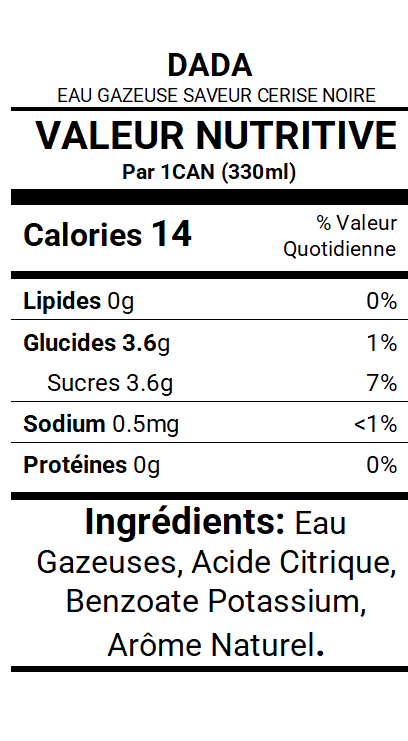 DADA
EAU GAZEUSE SAVEUR CERISE NOIRE
VALEUR NUTRITIVE
Par 1CAN (330ml)
Calories 14
% Valeur
Quotidienne
Lipides 0g 0%
Glucides 3.6g 1%
Sucres 3.6g 7%
Sodium 0.5mg <1%
Protéines 0g 0%
Ingrédients: Eau
Gazeuses, Acide Citrique,
Benzoate Potassium,
Arôme Naturel.